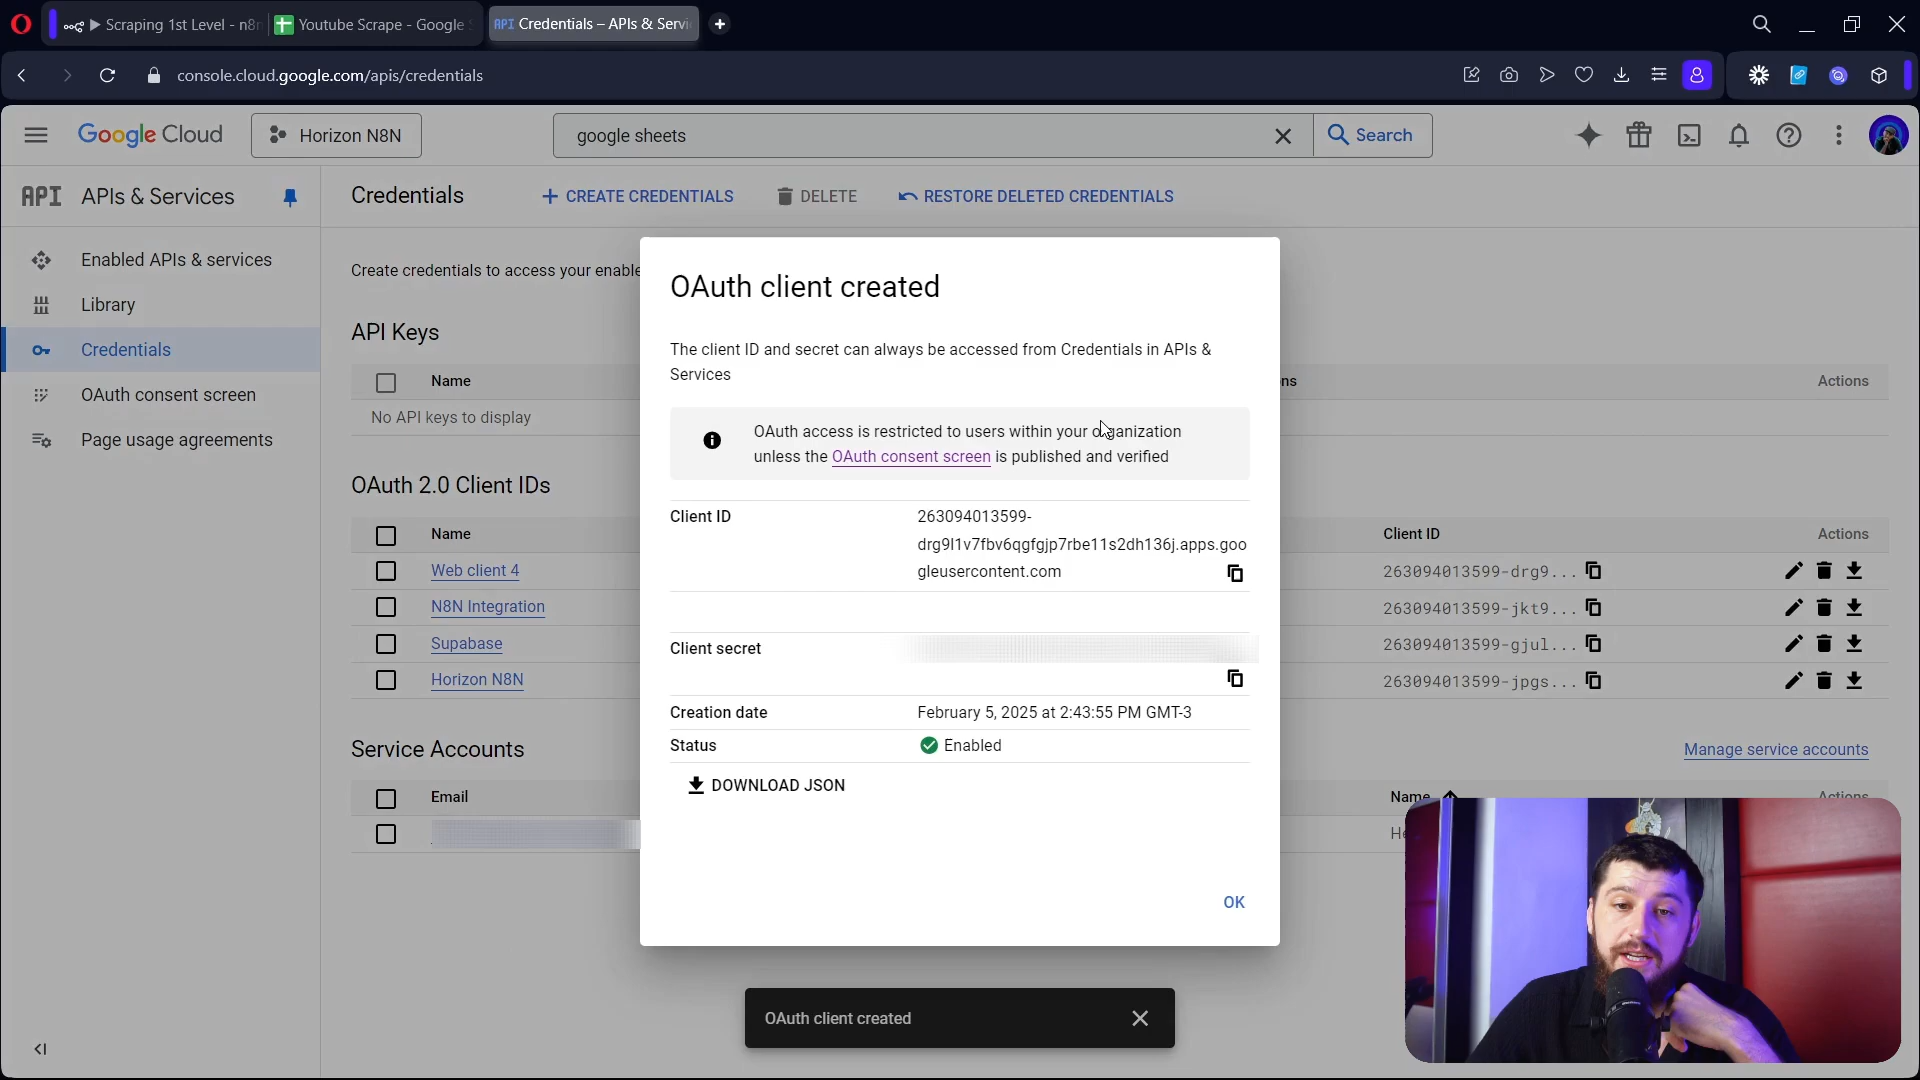 Scraping 1st Level - n8n
Youtube Scrape - Google S
API Credentials – APIs & Servi
console.cloud.google.com/apis/credentials
Google Cloud
Horizon N8N
google sheets
Search
API APIs & Services
Credentials
CREATE CREDENTIALS
DELETE
RESTORE DELETED CREDENTIALS
Enabled APIs & services
Library
Credentials
OAuth consent screen
Page usage agreements
Create credentials to access your enable
API Keys
Name
ns
Actions
No API keys to display
OAuth 2.0 Client IDs
Name
Client ID
Actions
Web client 4
263094013599-drg9...
N8N Integration
263094013599-jkt9...
Supabase
263094013599-gjul...
Horizon N8N
263094013599-jpgs...
Service Accounts
Manage service accounts
Email
Name
Actions
He
OAuth client created
The client ID and secret can always be accessed from Credentials in APIs &
Services
OAuth access is restricted to users within your organization
unless the OAuth consent screen is published and verified
Client ID
263094013599-
drg9l1v7fbv6qgfgjp7rbe11s2dh136j.apps.goo
gleusercontent.com
Client secret
Creation date
February 5, 2025 at 2:43:55 PM GMT-3
Status
Enabled
DOWNLOAD JSON
OK
OAuth client created